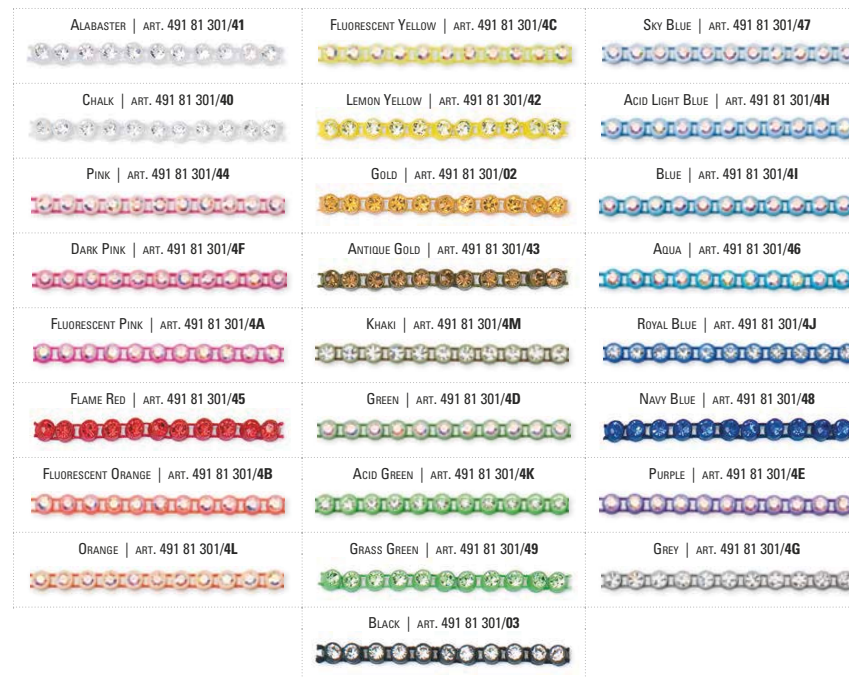 Alabaster | art. 491 81 301/41
Fluorescent Yellow | art. 491 81 301/4C
Sky Blue | art. 491 81 301/47
Chalk | art. 491 81 301/40
Lemon Yellow | art. 491 81 301/42
Acid Light Blue | art. 491 81 301/4H
Pink | art. 491 81 301/44
Gold | art. 491 81 301/02
Blue | art. 491 81 301/4I
Dark Pink | art. 491 81 301/4F
Antique Gold | art. 491 81 301/43
Aqua | art. 491 81 301/46
Fluorescent Pink | art. 491 81 301/4A
Khaki | art. 491 81 301/4M
Royal Blue | art. 491 81 301/4J
Flame Red | art. 491 81 301/45
Green | art. 491 81 301/4D
Navy Blue | art. 491 81 301/48
Fluorescent Orange | art. 491 81 301/4B
Acid Green | art. 491 81 301/4K
Purple | art. 491 81 301/4E
Orange | art. 491 81 301/4L
Grass Green | art. 491 81 301/49
Grey | art. 491 81 301/4G
Black | art. 491 81 301/03